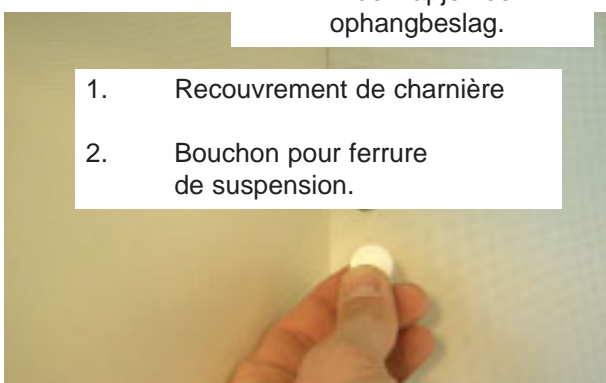 ophangbeslag.
1. Recouvrement de charnière
2. Bouchon pour ferrure
de suspension.